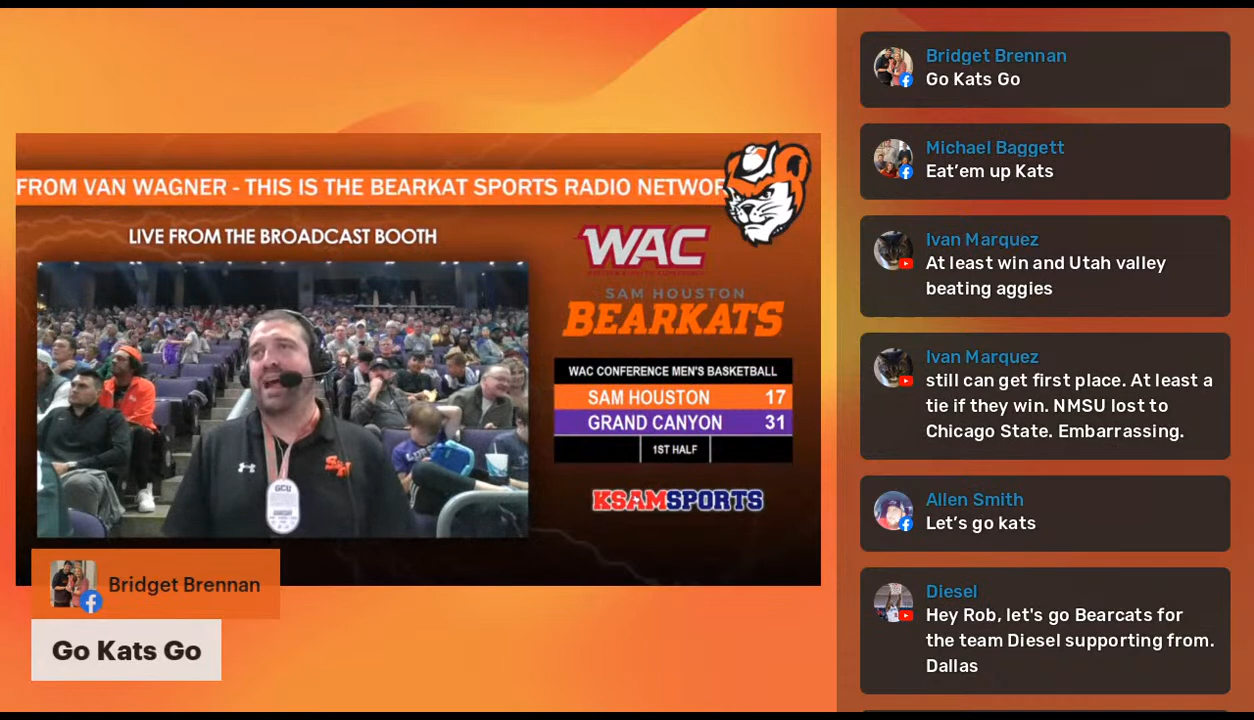 FROM VAN WAGNER - THIS IS THE BEARKAT SPORTS RADIO NETWOR
LIVE FROM THE BROADCAST BOOTH
WAC
SAM HOUSTON
BEARKATS
WAC CONFERENCE MEN'S BASKETBALL
SAM HOUSTON 17
GRAND CANYON 31
1ST HALF
KSAMSPORTS
GCU
Bridget Brennan
Go Kats Go
Bridget Brennan
Go Kats Go
Michael Baggett
Eat’em up Kats
Ivan Marquez
At least win and Utah valley
beating aggies
Ivan Marquez
still can get first place. At least a
tie if they win. NMSU lost to
Chicago State. Embarrassing.
Allen Smith
Let’s go kats
Diesel
Hey Rob, let's go Bearcats for
the team Diesel supporting from.
Dallas